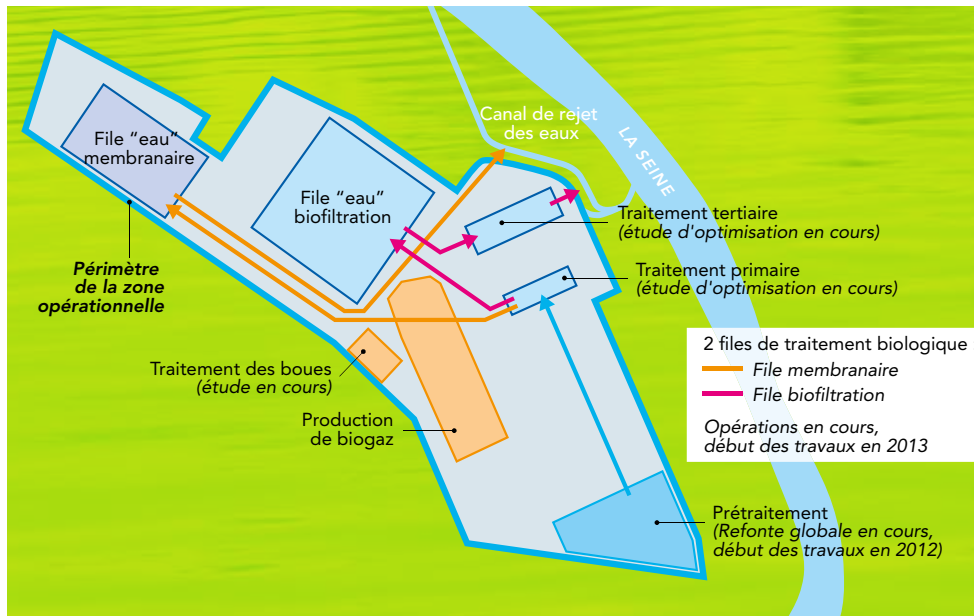 Canal de rejet
des eaux
LA SEINE
File “eau”
membranaire
File “eau”
biofiltration
Traitement tertiaire
(étude d'optimisation en cours)
Périmètre
de la zone
opérationnelle
Traitement primaire
(étude d'optimisation en cours)
2 files de traitement biologique
File membranaire
File biofiltration
Opérations en cours,
début des travaux en 2013
Traitement des boues
(étude en cours)
Production
de biogaz
Prétraitement
(Refonte globale en cours,
début des travaux en 2012)